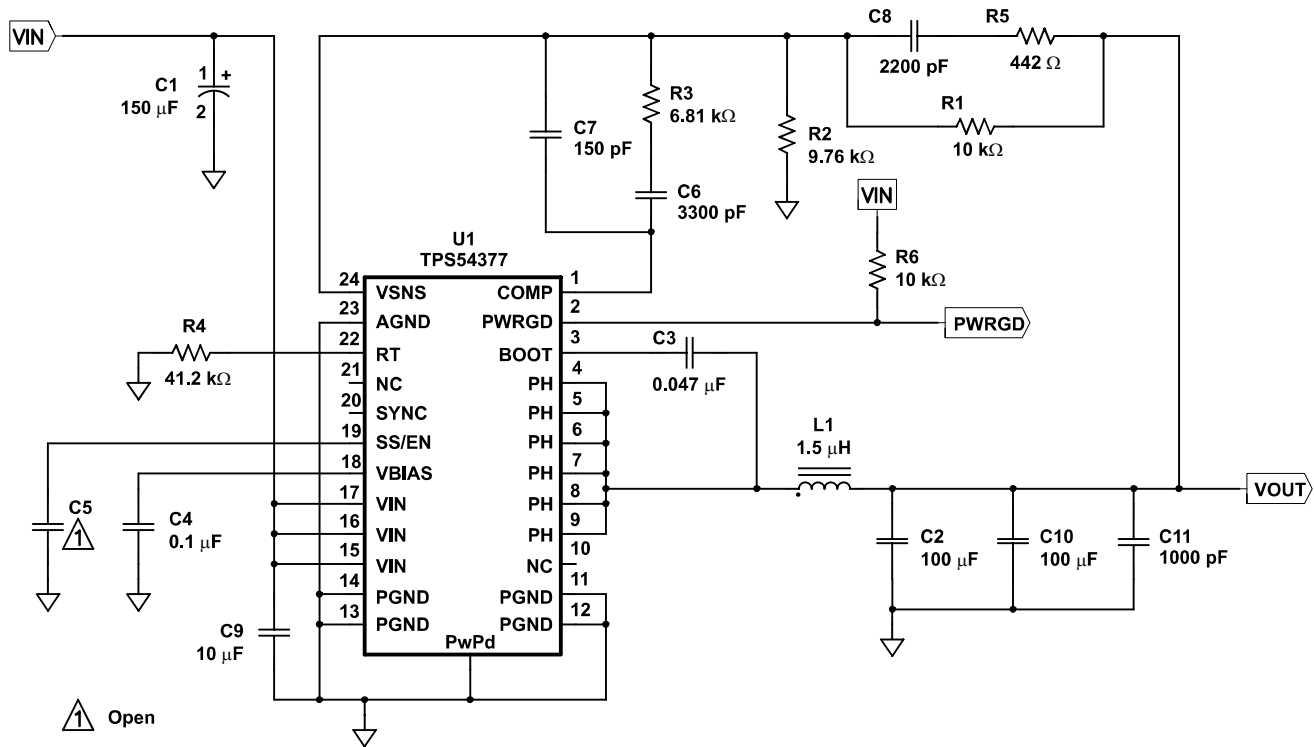 VIN
C1
150 μF
1
+
2
C7
150 pF
R3
6.81 kΩ
C6
3300 pF
R2
9.76 kΩ
C8
2200 pF
R5
442 Ω
R1
10 kΩ
VIN
R6
10 kΩ
PWRGD
U1
TPS54377
24 VSNS
23 AGND
22 RT
21 NC
20 SYNC
19 SS/EN
18 VBIAS
17 VIN
16 VIN
15 VIN
14 PGND
13 PGND
COMP 1
PWRGD 2
BOOT 3
PH 4
PH 5
PH 6
PH 7
PH 8
PH 9
NC 10
PGND 11
PGND 12
PwPd
R4
41.2 kΩ
C3
0.047 μF
L1
1.5 μH
VOUT
C5
1
C4
0.1 μF
C9
10 μF
C2
100 μF
C10
100 μF
C11
1000 pF
1 Open